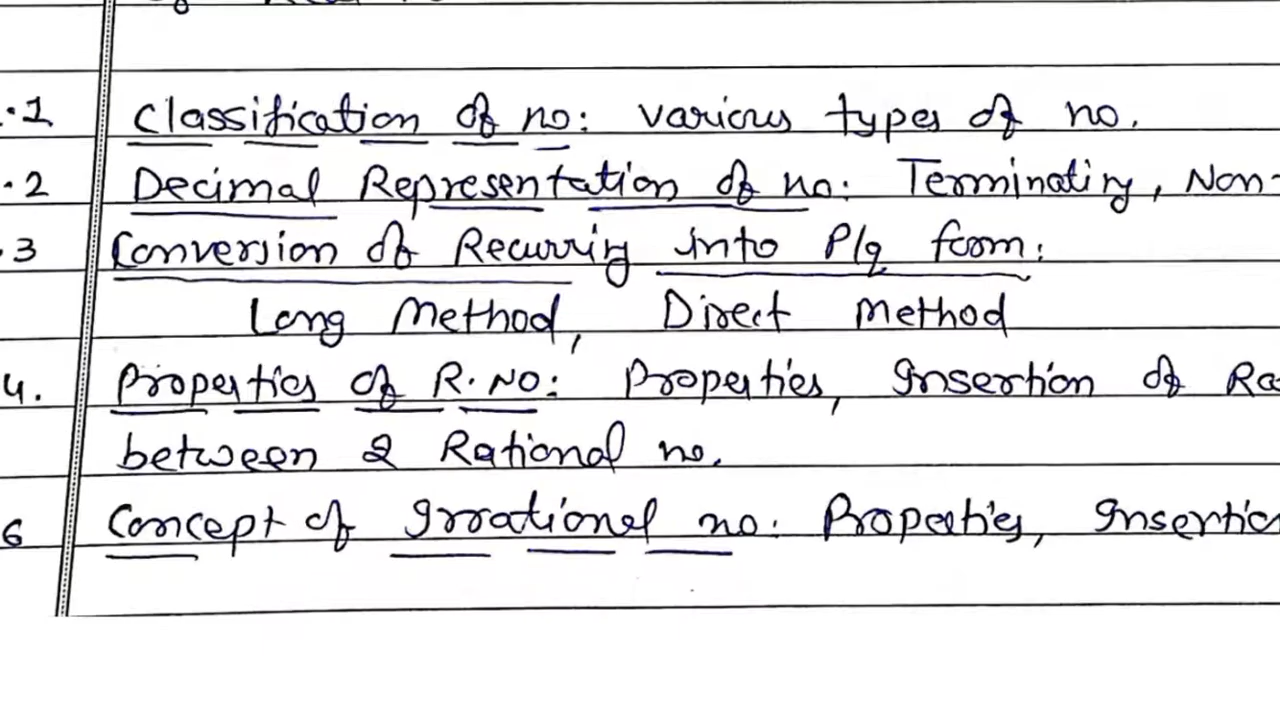 .1 Classification of no: various types of no.
.2 Decimal Representation of no: Terminating, Non-
.3 Conversion of Recurring into P/q form:
Long Method, Direct Method
4. Properties of R.NO: Properties, Insertion of Ra
between 2 Rational no.
6 Concept of Irrational no: Properties, Insertio